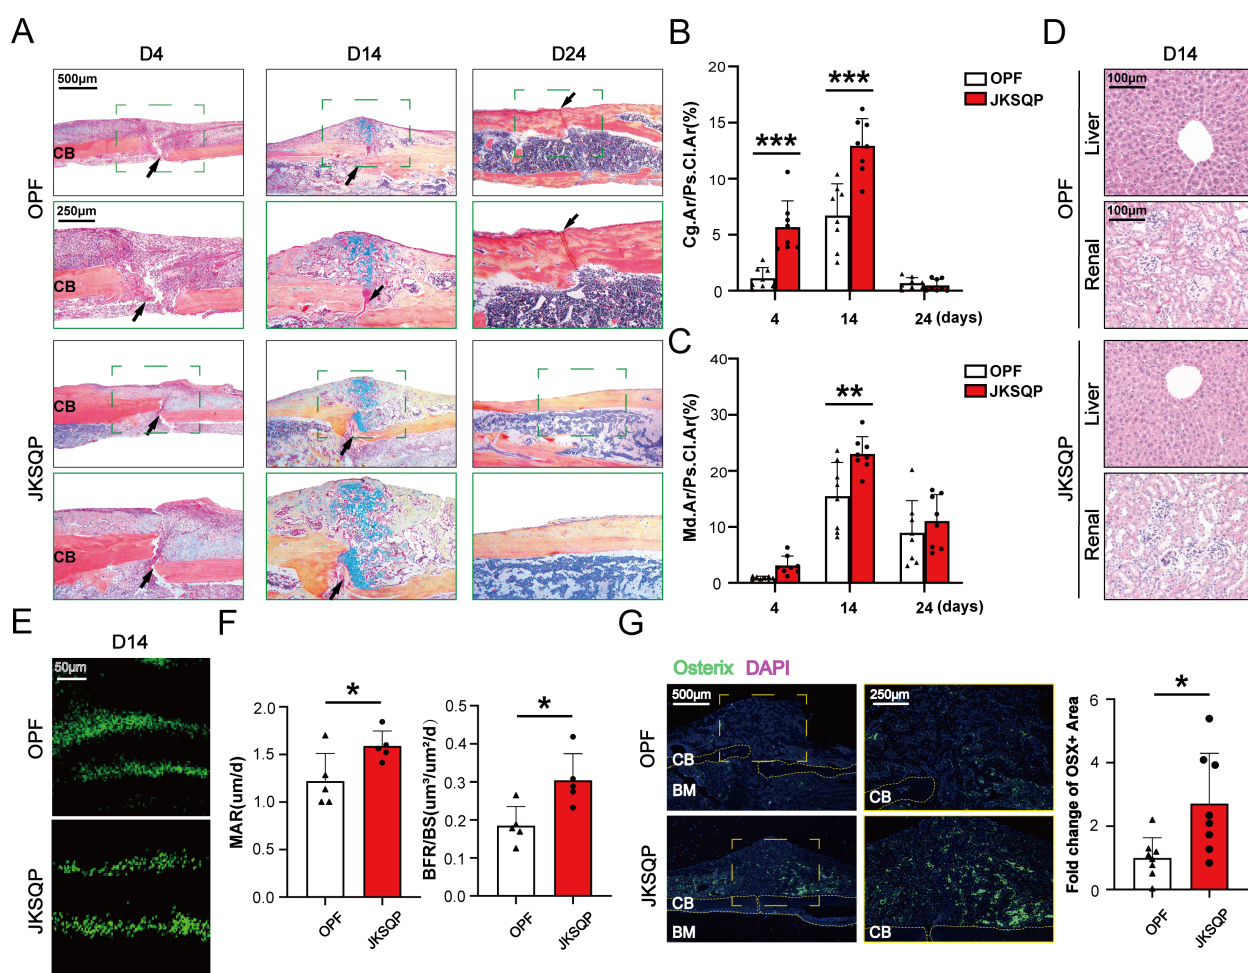 A
D4
D14
D24
OPF
500μm
CB
250μm
CB
JKSQP
CB
CB
B
Cg.Ar/Ps.Cl.Ar(%)
20
15
10
5
0
***
***
OPF
JKSQP
4
14
24 (days)
C
Md.Ar/Ps.Cl.Ar(%)
40
30
20
10
0
**
OPF
JKSQP
4
14
24 (days)
D
D14
OPF
Liver
100μm
Renal
100μm
JKSQP
Liver
Renal
E
D14
OPF
50μm
JKSQP
F
MAR(um/d)
2.0
1.5
1.0
0.5
0.0
*
OPF
JKSQP
BFR/BS(um³/um²/d)
0.5
0.4
0.3
0.2
0.1
0.0
*
OPF
JKSQP
G
Osterix DAPI
OPF
500μm
CB
BM
250μm
CB
JKSQP
CB
BM
CB
Fold change of OSX+ Area
6
4
2
0
*
OPF
JKSQP